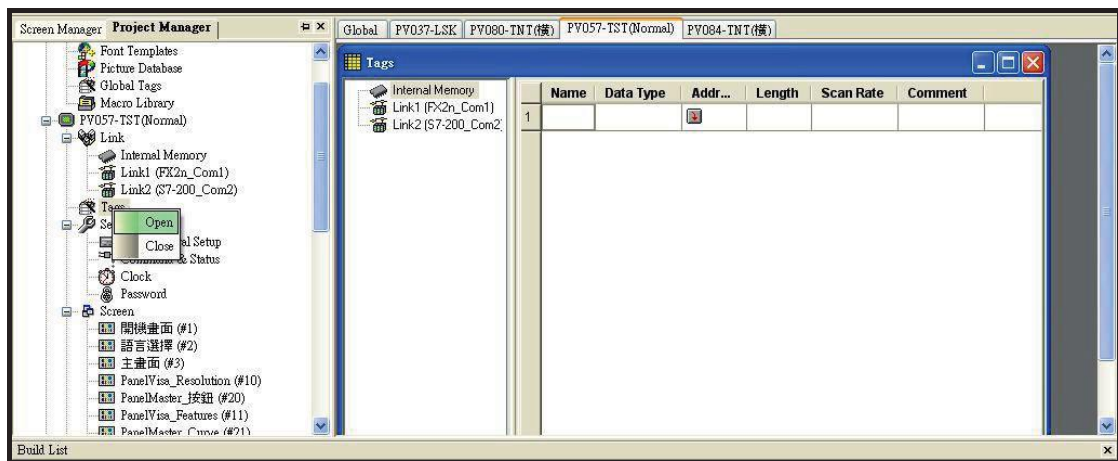 Screen Manager Project Manager
Global PV037-LSK PV080-TNT(橫) PV057-TST(Normal) PV084-TNT(橫)
Font Templates
Picture Database
Global Tags
Macro Library
PV057-TST(Normal)
Link
Internal Memory
Link1 (FX2n_Com1)
Link2 (S7-200_Com2)
Tags
Open
Close
al Setup
& Status
Clock
Password
Screen
開機畫面 (#1)
語言選擇 (#2)
主畫面 (#3)
PanelVisa_Resolution (#10)
PanelMaster_按鈕 (#20)
PanelVisa_Features (#11)
PanelMaster_Curve (#21)
Tags
Internal Memory
Link1 (FX2n_Com1)
Link2 (S7-200_Com2
Name Data Type Addr... Length Scan Rate Comment
1
Build List